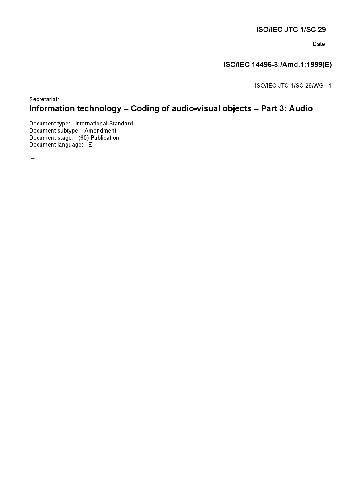 ISO/IEC JTC 1/SC 29
Date:
ISO/IEC 14496-3:/Amd.1:1999(E)
ISO/IEC JTC 1/SC 29/WG 11
Secretariat:
Information technology – Coding of audio-visual objects – Part 3: Audio
Document type: International Standard
Document subtype: Amendment
Document stage: (60) Publication
Document language: E